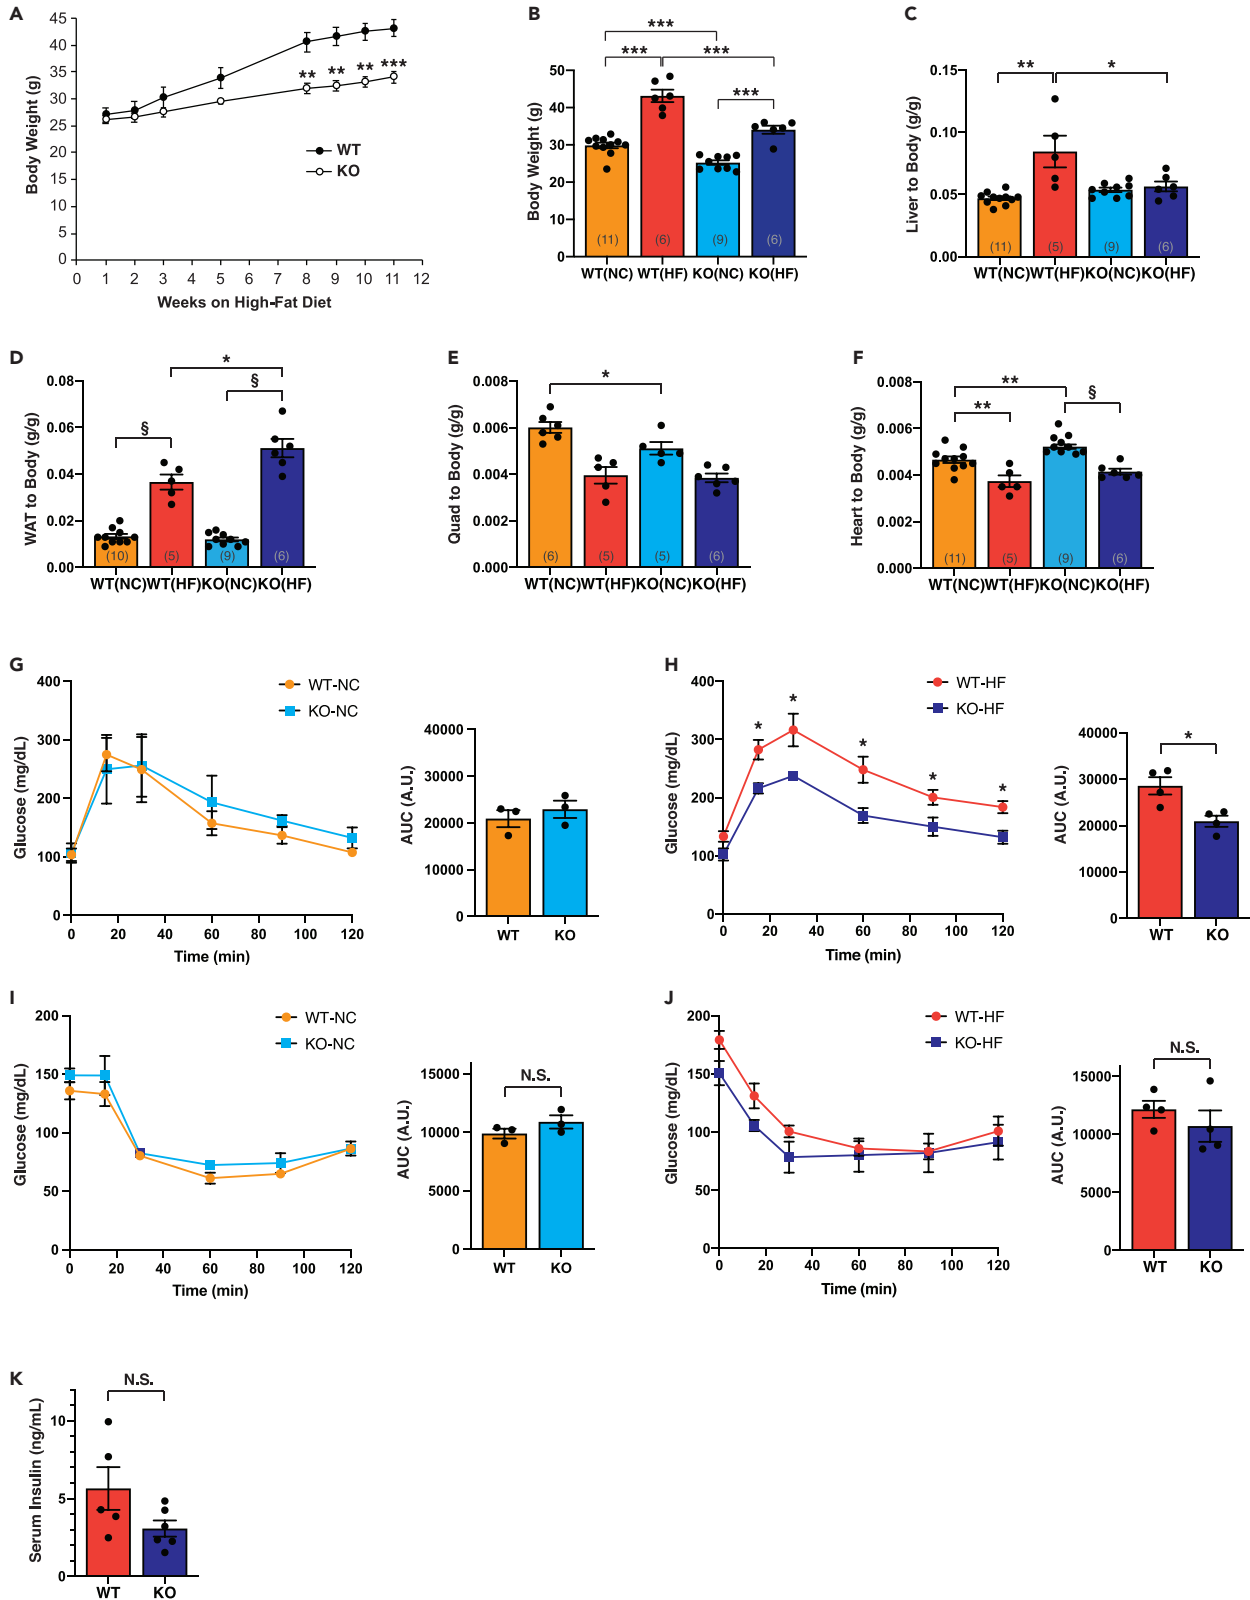 A
45
40
35
30
25
20
15
10
5
0
Body Weight (g)
** ** ** ***
WT
KO
0 1 2 3 4 5 6 7 8 9 10 11 12
Weeks on High-Fat Diet
B
***
*** ***
***
50
40
30
20
10
0
Body Weight (g)
(11) (6) (9) (6)
WT(NC) WT(HF) KO(NC) KO(HF)
C
** *
0.15
0.10
0.05
0.00
Liver to Body (g/g)
(11) (5) (9) (6)
WT(NC) WT(HF) KO(NC) KO(HF)
D
*
§
§
0.08
0.06
0.04
0.02
0.00
WAT to Body (g/g)
(10) (5) (9) (6)
WT(NC) WT(HF) KO(NC) KO(HF)
E
*
0.008
0.006
0.004
0.002
0.000
Quad to Body (g/g)
(6) (5) (5) (6)
WT(NC) WT(HF) KO(NC) KO(HF)
F
**
** §
0.008
0.006
0.004
0.002
0.000
Heart to Body (g/g)
(11) (5) (9) (6)
WT(NC) WT(HF) KO(NC) KO(HF)
G
WT-NC
KO-NC
400
300
200
100
0
Glucose (mg/dL)
0 20 40 60 80 100 120
Time (min)
40000
30000
20000
10000
0
AUC (A.U.)
WT KO
H
WT-HF
KO-HF
400
300
200
100
0
Glucose (mg/dL)
* * * * *
0 20 40 60 80 100 120
Time (min)
*
40000
30000
20000
10000
0
AUC (A.U.)
WT KO
I
WT-NC
KO-NC
200
150
100
50
0
Glucose (mg/dL)
0 20 40 60 80 100 120
Time (min)
N.S.
15000
10000
5000
0
AUC (A.U.)
WT KO
J
WT-HF
KO-HF
200
150
100
50
0
Glucose (mg/dL)
0 20 40 60 80 100 120
Time (min)
N.S.
15000
10000
5000
0
AUC (A.U.)
WT KO
K
N.S.
10
5
0
Serum Insulin (ng/mL)
WT KO